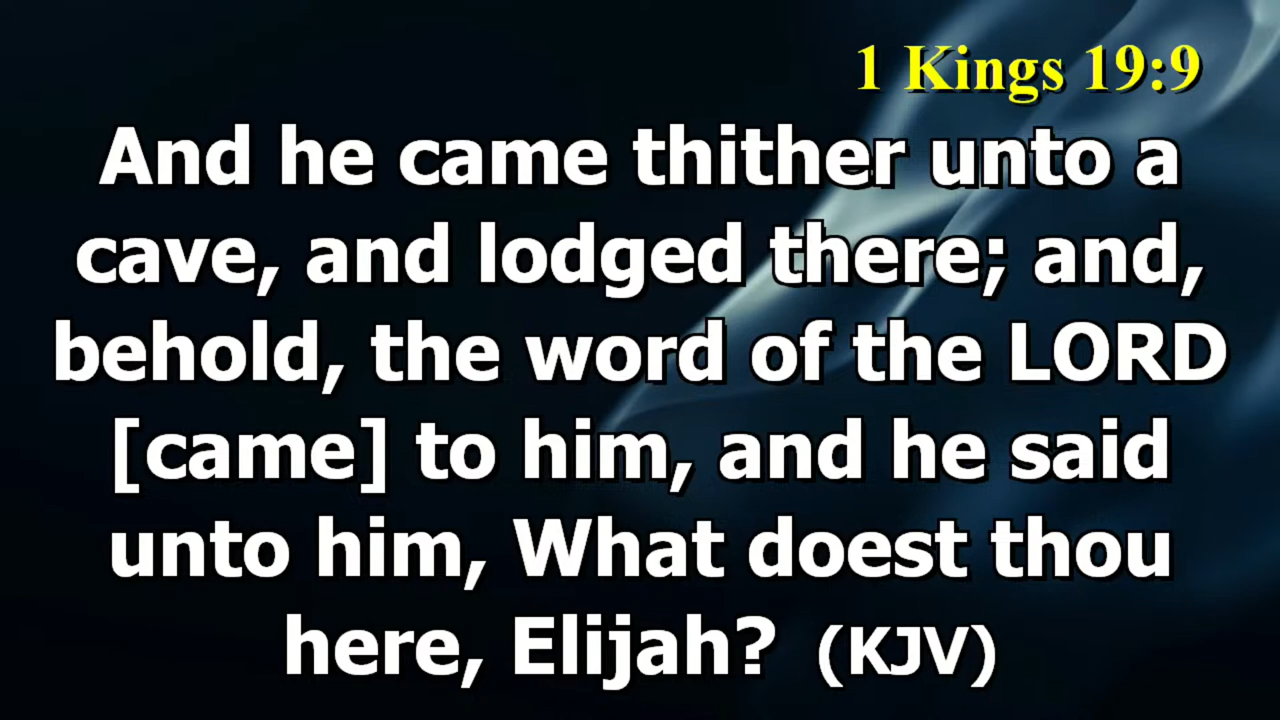 1 Kings 19:9
And he came thither unto a
cave, and lodged there; and,
behold, the word of the LORD
[came] to him, and he said
unto him, What doest thou
here, Elijah? (KJV)